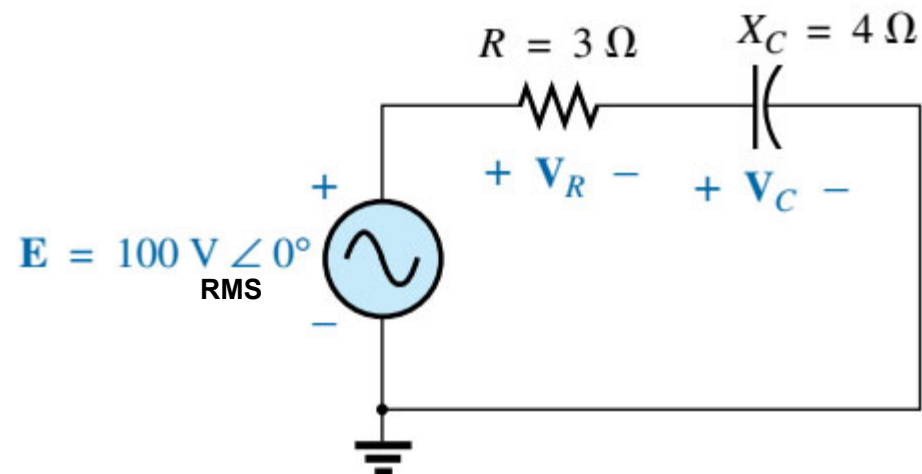 R = 3 Ω
X_C = 4 Ω
+ V_R −
+ V_C −
+
E = 100 V ∠ 0°
RMS
−